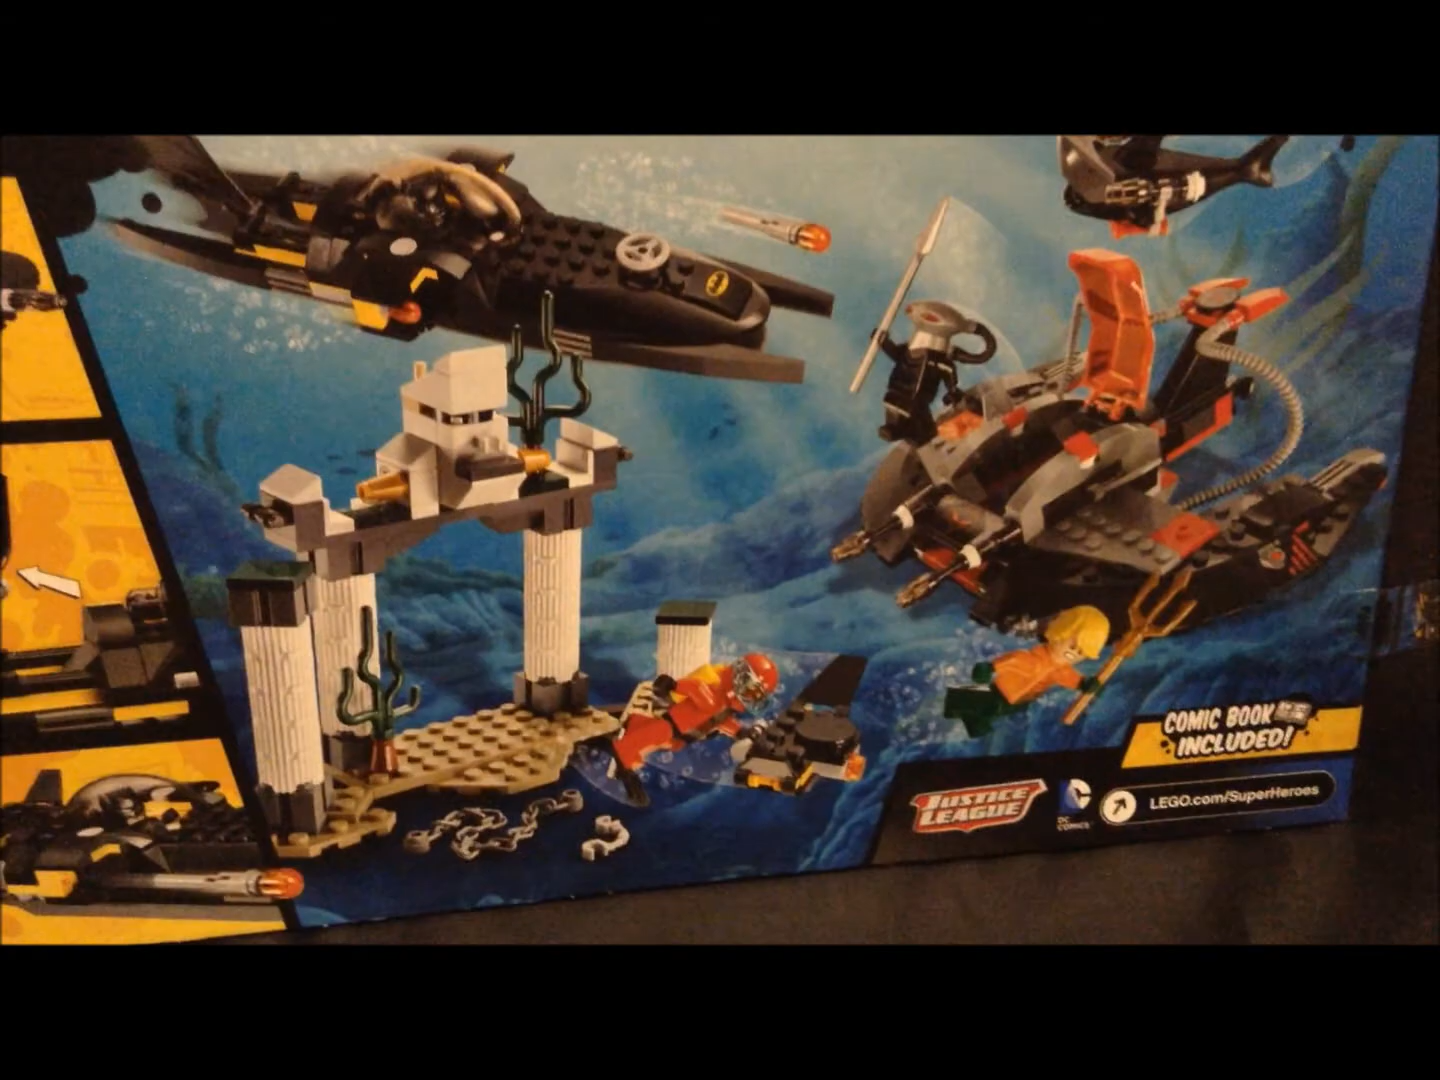 COMIC BOOK
INCLUDED!
JUSTICE
LEAGUE
DC
COMICS
LEGO.com/SuperHeroes